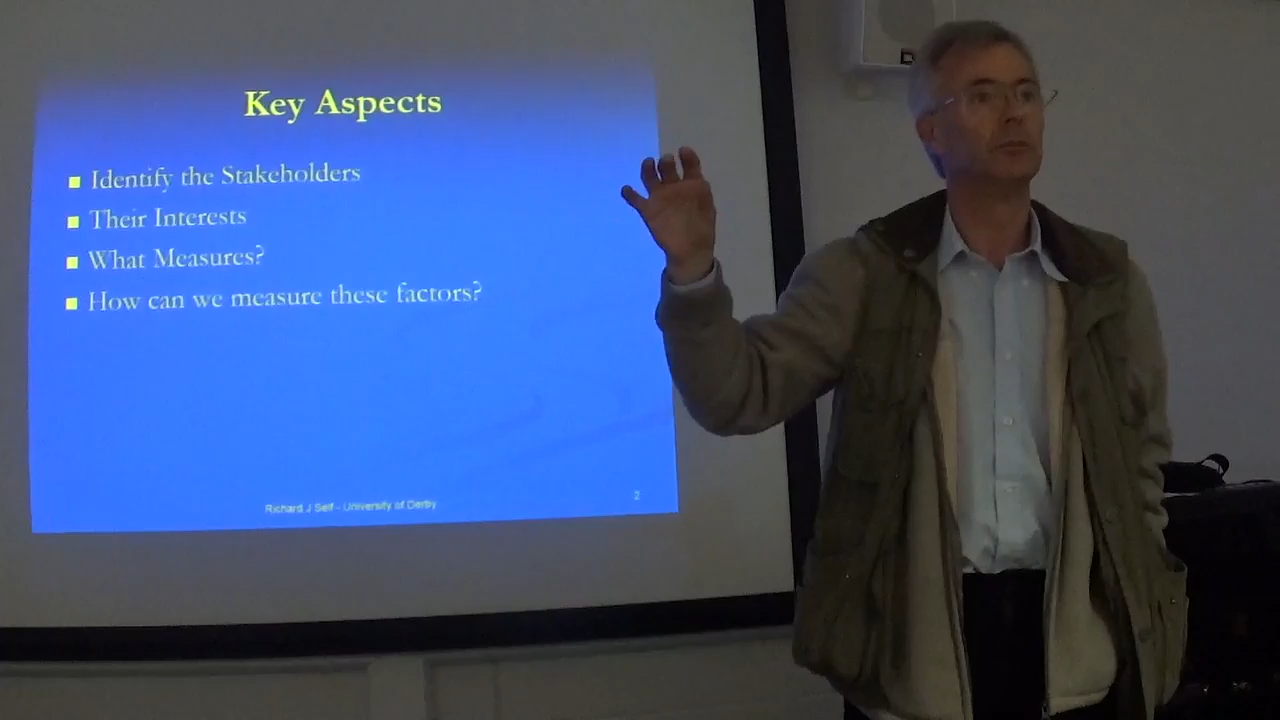 Key Aspects
Identify the Stakeholders
Their Interests
What Measures?
How can we measure these factors?
Richard J Self - University of Derby
2